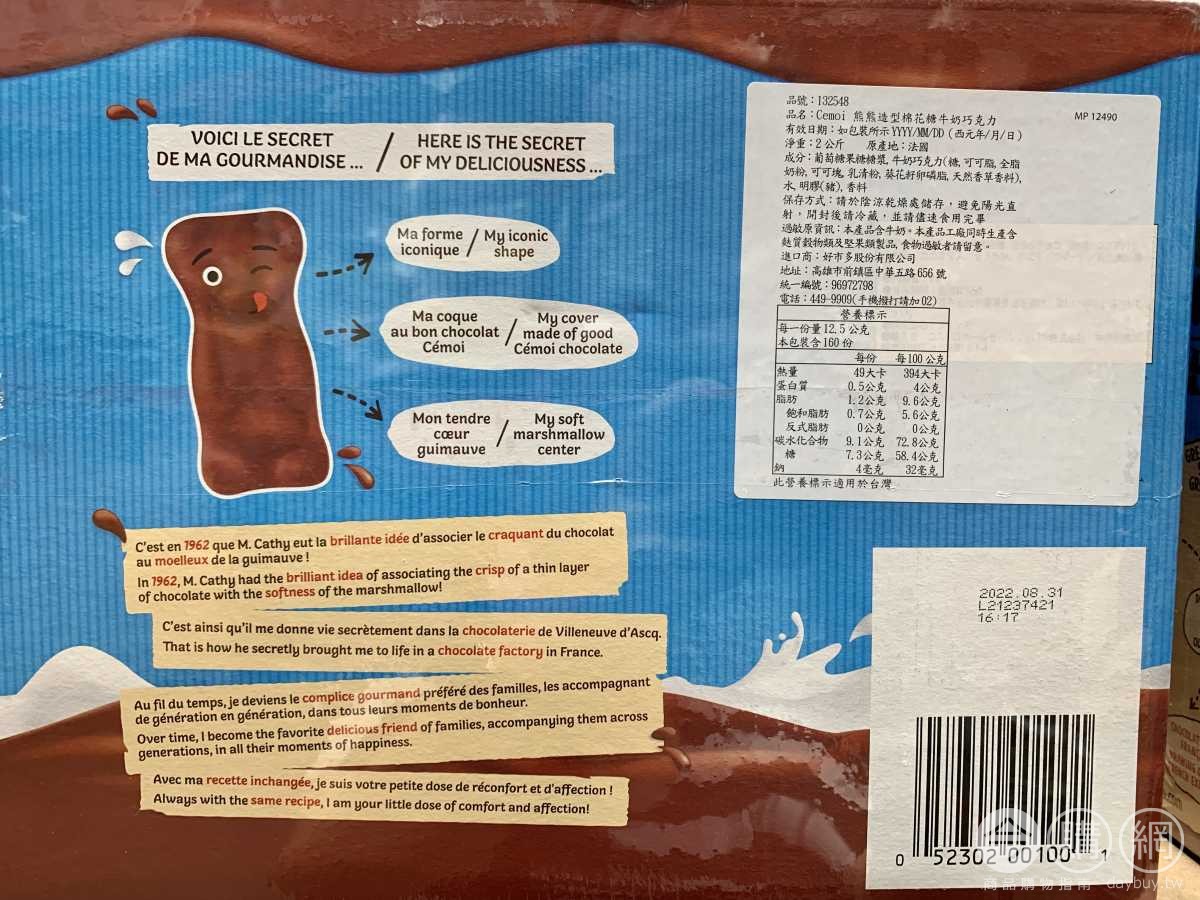 VOICI LE SECRET
DE MA GOURMANDISE ...
/
HERE IS THE SECRET
OF MY DELICIOUSNESS ...
Ma forme
iconique
/
My iconic
shape
Ma coque
au bon chocolat
Cémoi
/
My cover
made of good
Cémoi chocolate
Mon tendre
cœur
guimauve
/
My soft
marshmallow
center
C'est en 1962 que M. Cathy eut la brillante idée d'associer le craquant du chocolat
au moelleux de la guimauve !
In 1962, M. Cathy had the brilliant idea of associating the crisp of a thin layer
of chocolate with the softness of the marshmallow!
C'est ainsi qu'il me donne vie secrètement dans la chocolaterie de Villeneuve d'Ascq.
That is how he secretly brought me to life in a chocolate factory in France.
Au fil du temps, je deviens le complice gourmand préféré des familles, les accompagnant
de génération en génération, dans tous leurs moments de bonheur.
Over time, I become the favorite delicious friend of families, accompanying them across
generations, in all their moments of happiness.
Avec ma recette inchangée, je suis votre petite dose de réconfort et d'affection !
Always with the same recipe, I am your little dose of comfort and affection!
品號：132548
MP 12490
品名：Cemoi 熊熊造型棉花糖牛奶巧克力
有效日期：如包裝所示 YYYY/MM/DD (西元年/月/日)
淨重：2 公斤 原產地：法國
成分：葡萄糖果糖糖漿, 牛奶巧克力(糖, 可可脂, 全脂
奶粉, 可可塊, 乳清粉, 葵花籽卵磷脂, 天然香草香料),
水, 明膠(豬), 香料
保存方式：請於陰涼乾燥處儲存，避免陽光直
射，開封後請冷藏，並請儘速食用完畢
過敏原資訊：本產品含牛奶。本產品工廠同時生產含
麩質穀物類及堅果類製品, 食物過敏者請留意。
進口商：好市多股份有限公司
地址：高雄市前鎮區中華五路 656 號
統一編號：96972798
電話：449-9909(手機撥打請加 02)
營養標示
每一份量 12.5 公克
本包裝含 160 份
每份 每 100 公克
熱量 49大卡 394大卡
蛋白質 0.5公克 4公克
脂肪 1.2公克 9.6公克
飽和脂肪 0.7公克 5.6公克
反式脂肪 0公克 0公克
碳水化合物 9.1公克 72.8公克
糖 7.3公克 58.4公克
鈉 4毫克 32毫克
此營養標示適用於台灣
2022.08.31
L21237421
16:17
0 52302 00100 1
購網
商品購物指南 daybuy.tw